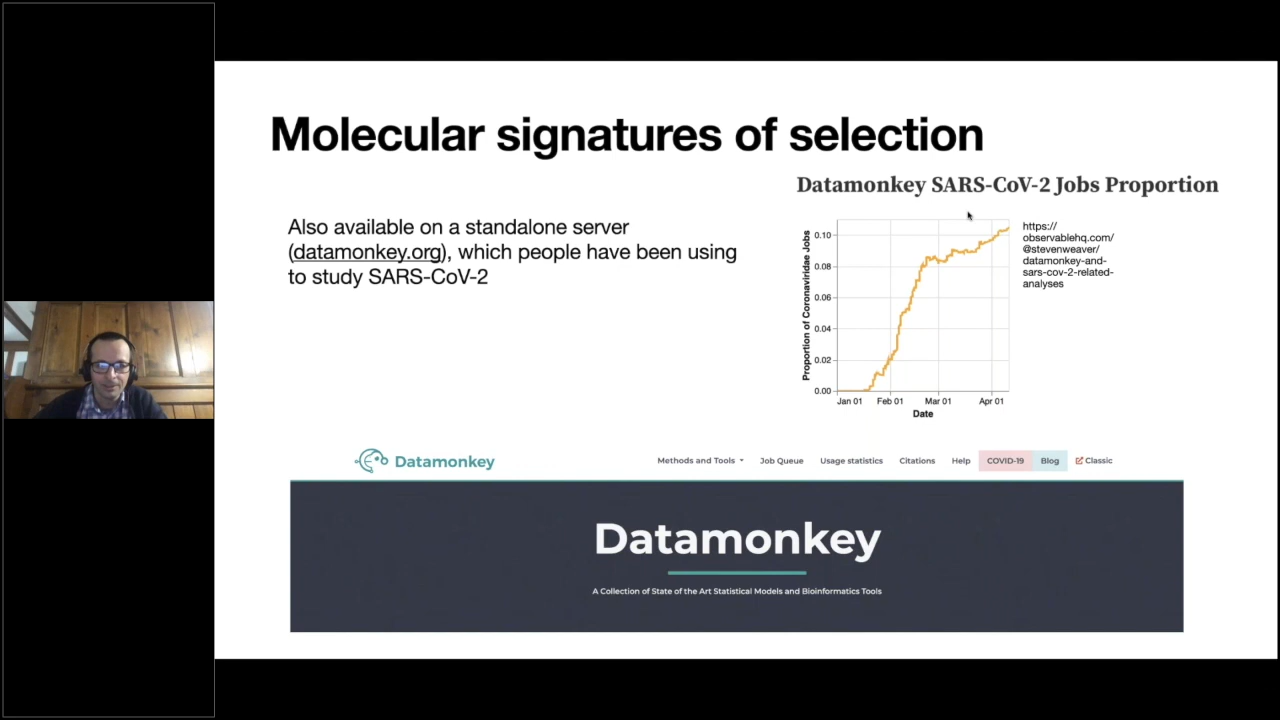 Molecular signatures of selection
Also available on a standalone server
(datamonkey.org), which people have been using
to study SARS-CoV-2
Datamonkey SARS-CoV-2 Jobs Proportion
Proportion of Coronaviridae Jobs
0.10
0.08
0.06
0.04
0.02
0.00
Jan 01 Feb 01 Mar 01 Apr 01
Date
https://
observablehq.com/
@stevenweaver/
datamonkey-and-
sars-cov-2-related-
analyses
Datamonkey Methods and Tools Job Queue Usage statistics Citations Help COVID-19 Blog Classic
Datamonkey
A Collection of State of the Art Statistical Models and Bioinformatics Tools